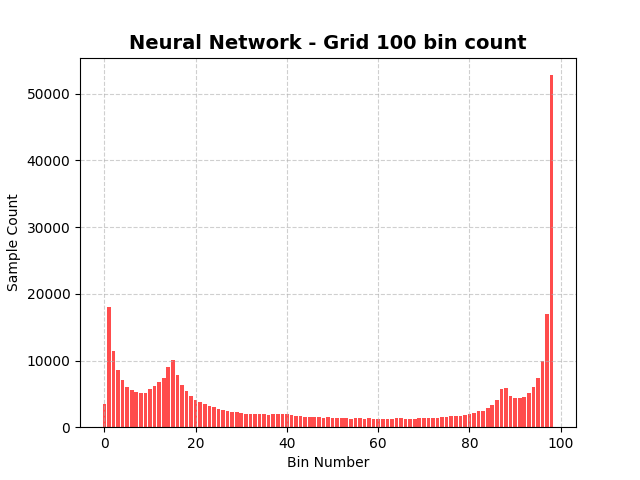 Neural Network - Grid 100 bin count
50000
40000
30000
20000
10000
0
Sample Count
0 20 40 60 80 100
Bin Number